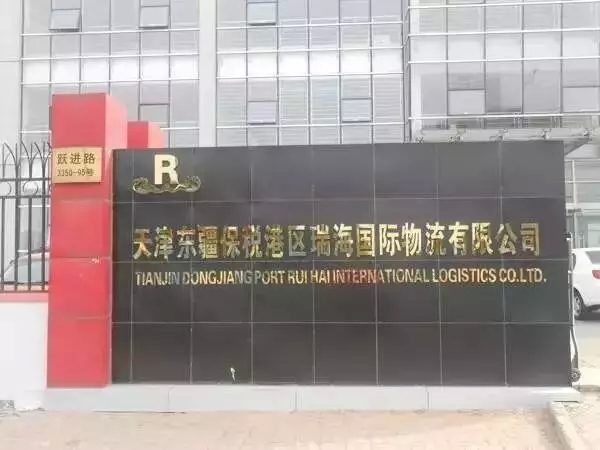 跃进路
3350-95号
R
天津东疆保税港区瑞海国际物流有限公司
TIANJIN DONGJIANG PORT RUI HAI INTERNATIONAL LOGISTICS CO.LTD.